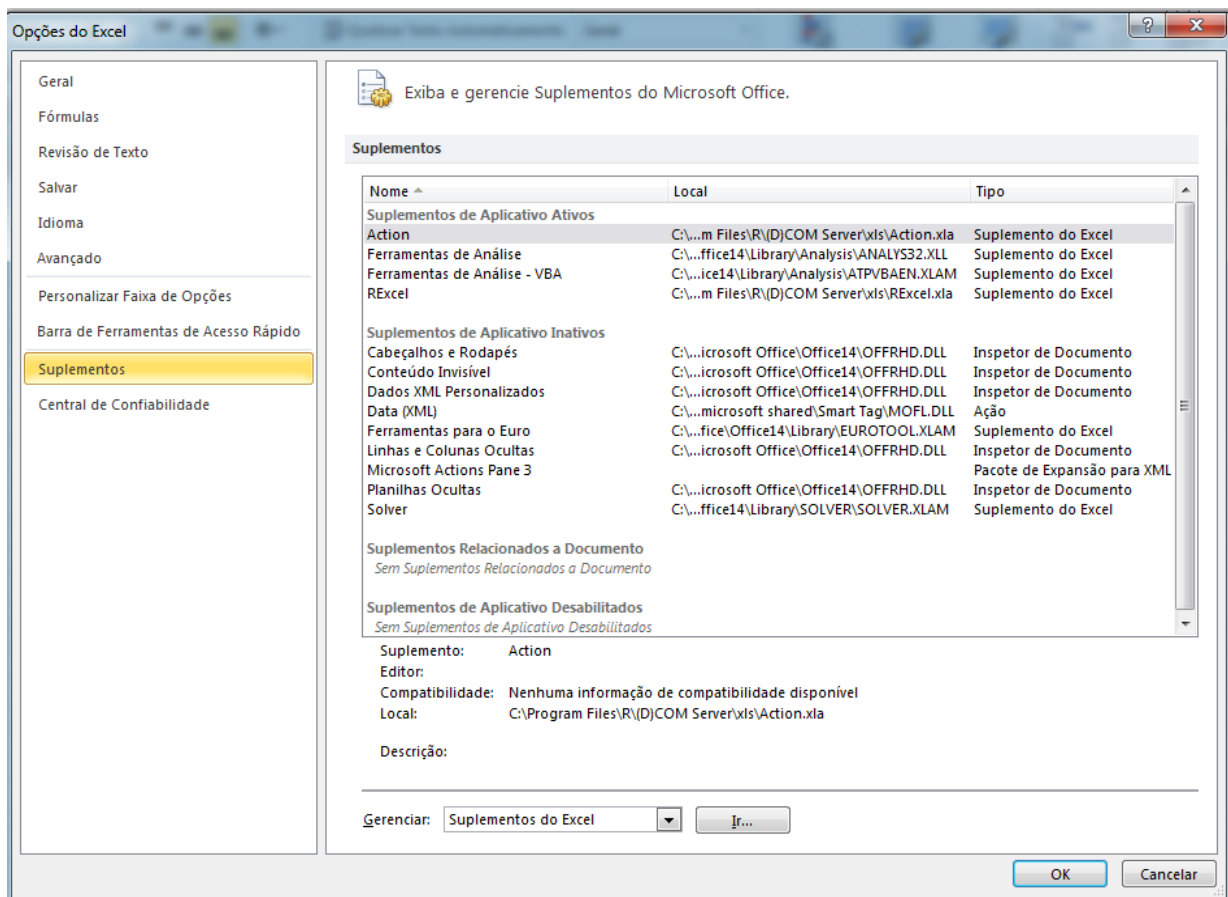 Opções do Excel
Geral
Fórmulas
Revisão de Texto
Salvar
Idioma
Avançado
Personalizar Faixa de Opções
Barra de Ferramentas de Acesso Rápido
Suplementos
Central de Confiabilidade
Exiba e gerencie Suplementos do Microsoft Office.
Suplementos
Nome Local Tipo
Suplementos de Aplicativo Ativos
Action C:\...m Files\R\(D)COM Server\xls\Action.xla Suplemento do Excel
Ferramentas de Análise C:\...ffice14\Library\Analysis\ANALYS32.XLL Suplemento do Excel
Ferramentas de Análise - VBA C:\...ice14\Library\Analysis\ATPVBAEN.XLAM Suplemento do Excel
RExcel C:\...m Files\R\(D)COM Server\xls\RExcel.xla Suplemento do Excel
Suplementos de Aplicativo Inativos
Cabeçalhos e Rodapés C:\...icrosoft Office\Office14\OFFRHD.DLL Inspetor de Documento
Conteúdo Invisível C:\...icrosoft Office\Office14\OFFRHD.DLL Inspetor de Documento
Dados XML Personalizados C:\...icrosoft Office\Office14\OFFRHD.DLL Inspetor de Documento
Data (XML) C:\...microsoft shared\Smart Tag\MOFL.DLL Ação
Ferramentas para o Euro C:\...fice\Office14\Library\EUROTOOL.XLAM Suplemento do Excel
Linhas e Colunas Ocultas C:\...icrosoft Office\Office14\OFFRHD.DLL Inspetor de Documento
Microsoft Actions Pane 3 Pacote de Expansão para XML
Planilhas Ocultas C:\...icrosoft Office\Office14\OFFRHD.DLL Inspetor de Documento
Solver C:\...ffice14\Library\SOLVER\SOLVER.XLAM Suplemento do Excel
Suplementos Relacionados a Documento
Sem Suplementos Relacionados a Documento
Suplementos de Aplicativo Desabilitados
Sem Suplementos de Aplicativo Desabilitados
Suplemento: Action
Editor:
Compatibilidade: Nenhuma informação de compatibilidade disponível
Local: C:\Program Files\R\(D)COM Server\xls\Action.xla
Descrição:
Gerenciar: Suplementos do Excel Ir...
OK Cancelar